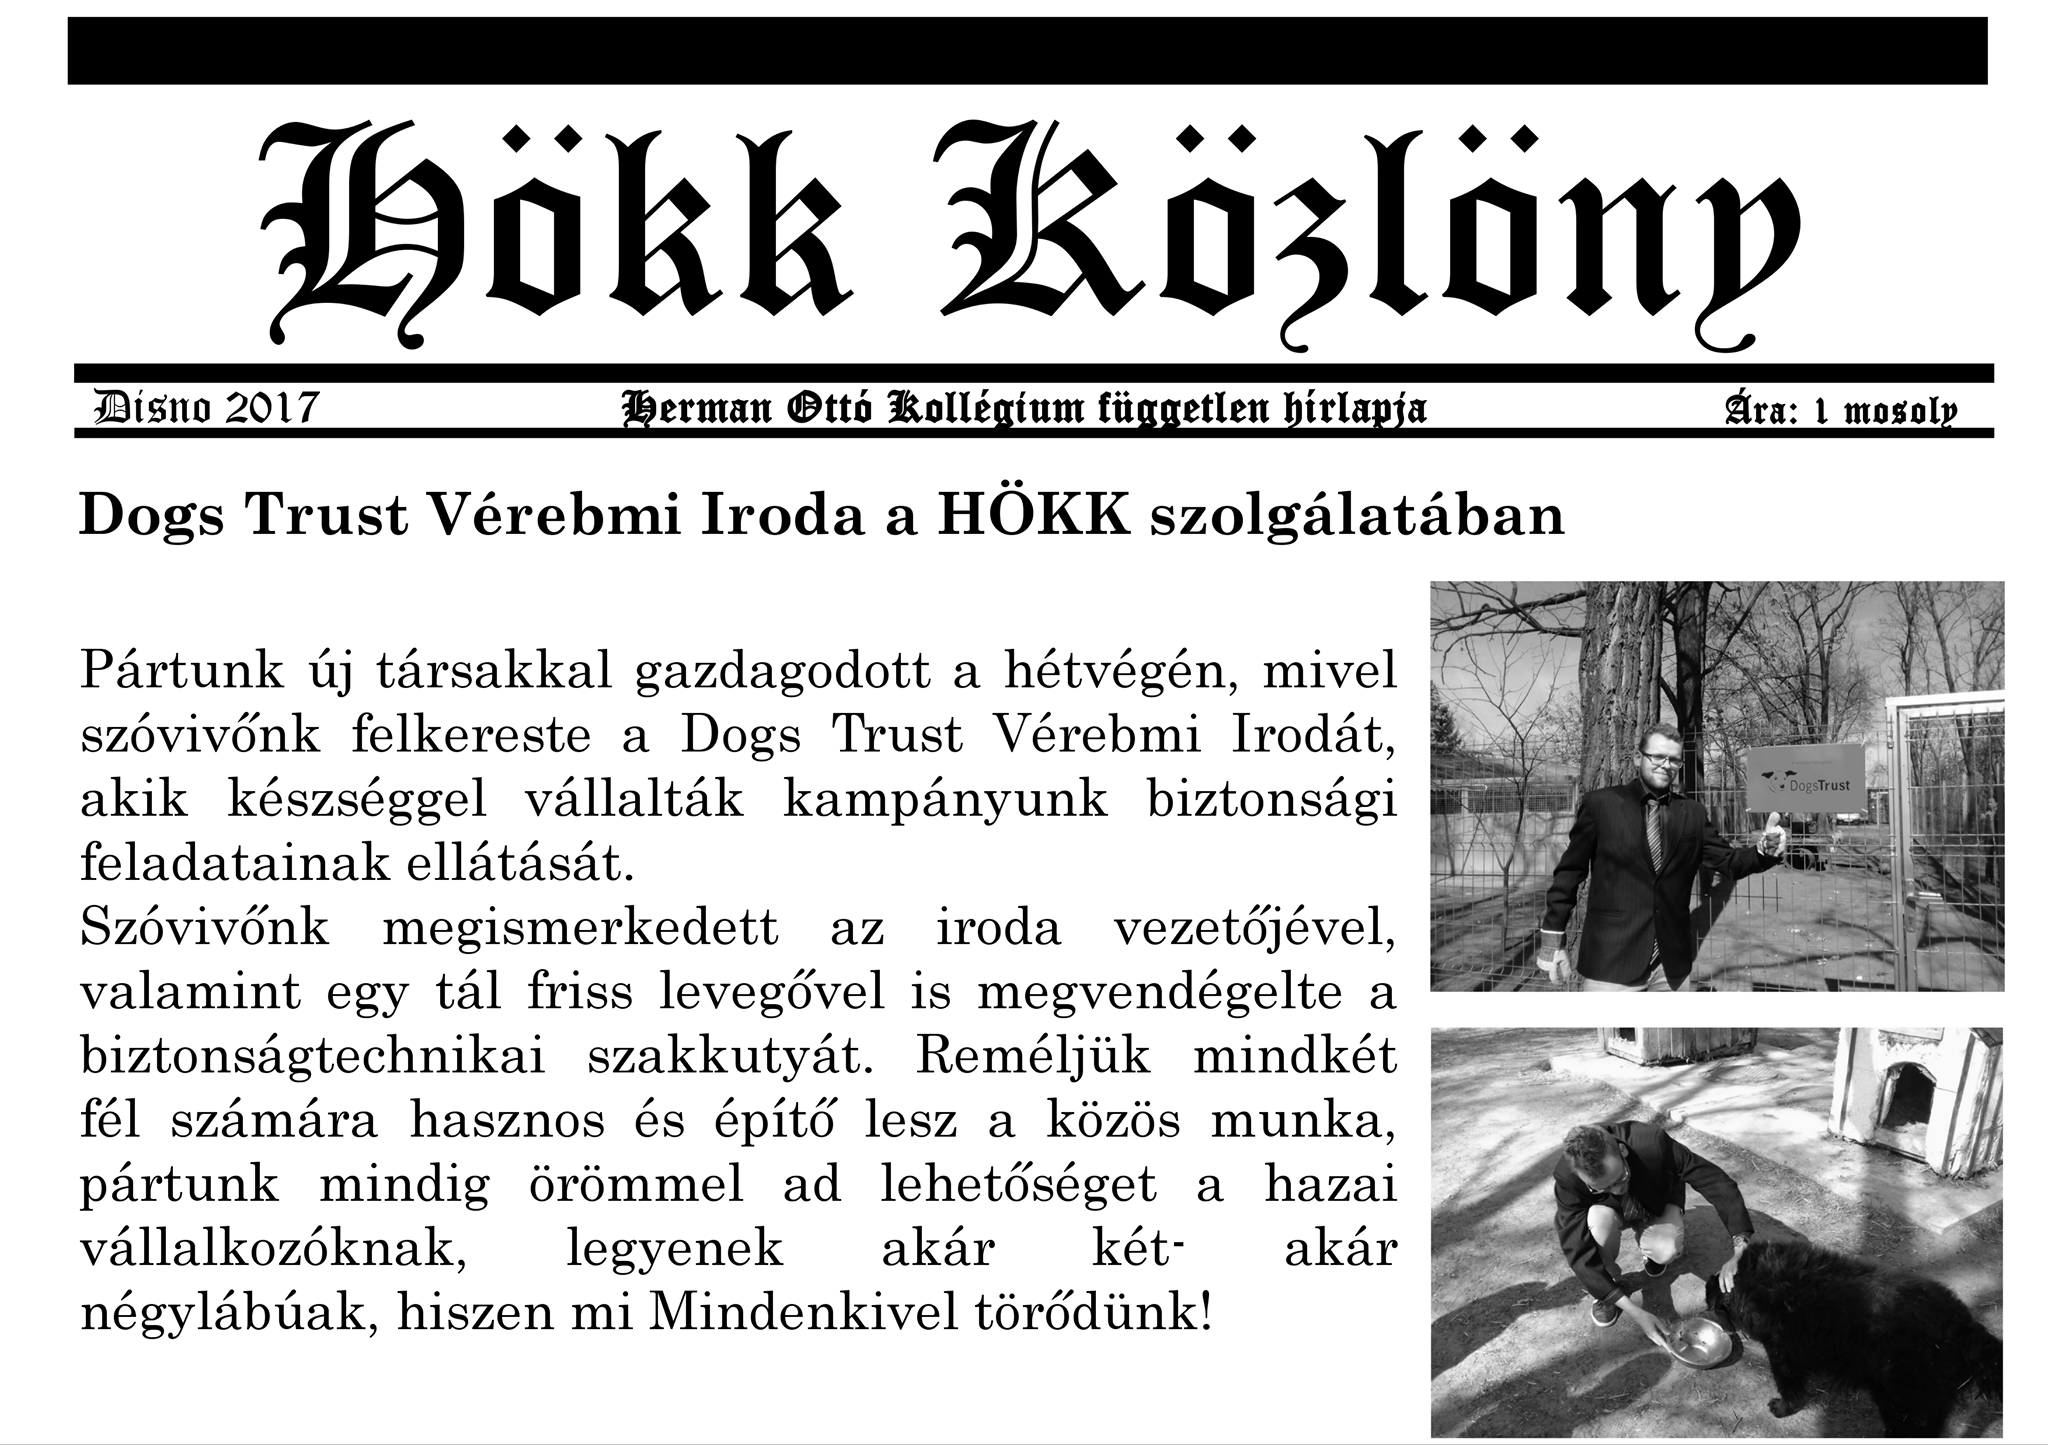 Hökk Közlöny
Disno 2017 Herman Ottó Kollégium független hírlapja Ára: 1 mosoly
Dogs Trust Vérebmi Iroda a HÖKK szolgálatában
Pártunk új társakkal gazdagodott a hétvégén, mivel
szóvivőnk felkereste a Dogs Trust Vérebmi Irodát,
akik készséggel vállalták kampányunk biztonsági
feladatainak ellátását.
Szóvivőnk megismerkedett az iroda vezetőjével,
valamint egy tál friss levegővel is megvendégelte a
biztonságtechnikai szakkutyát. Reméljük mindkét
fél számára hasznos és építő lesz a közös munka,
pártunk mindig örömmel ad lehetőséget a hazai
vállalkozóknak, legyenek akár két- akár
négylábúak, hiszen mi Mindenkivel törődünk!
DogsTrust